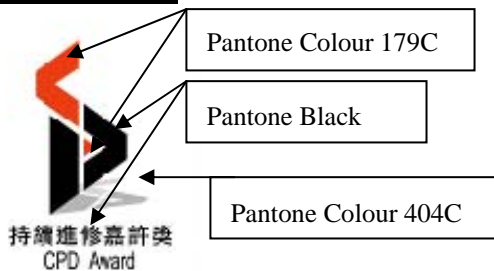 Pantone Colour 179C
Pantone Black
Pantone Colour 404C
持續進修嘉許獎
CPD Award